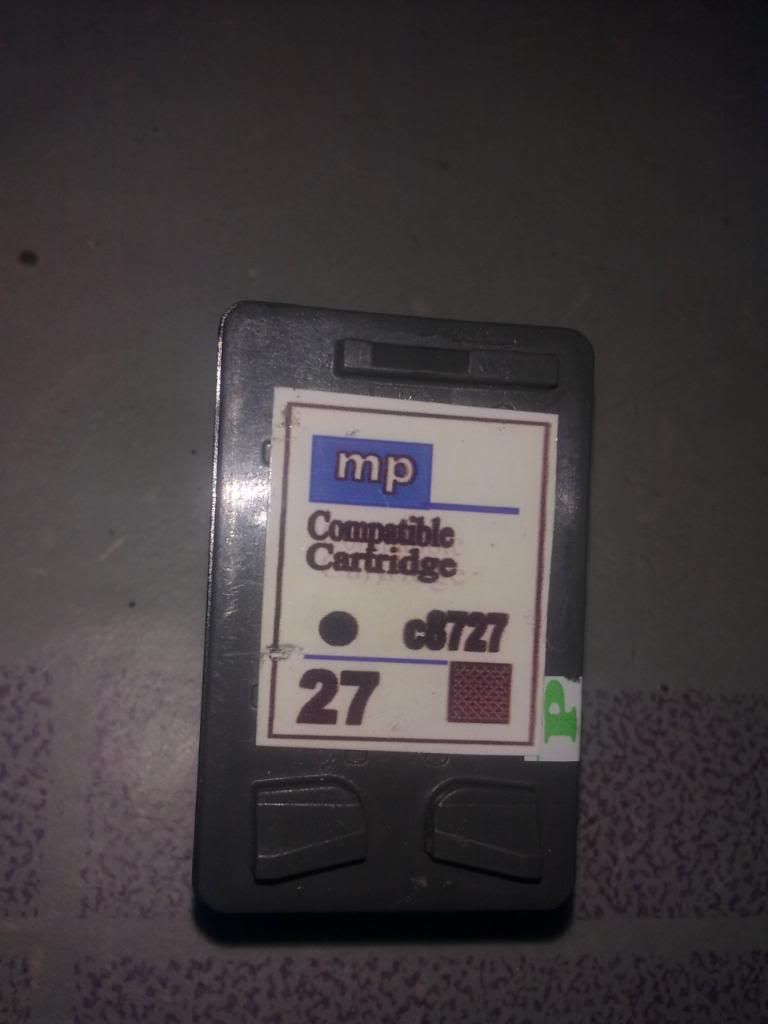 mp
Compatible
Cartridge
c8727
27
P